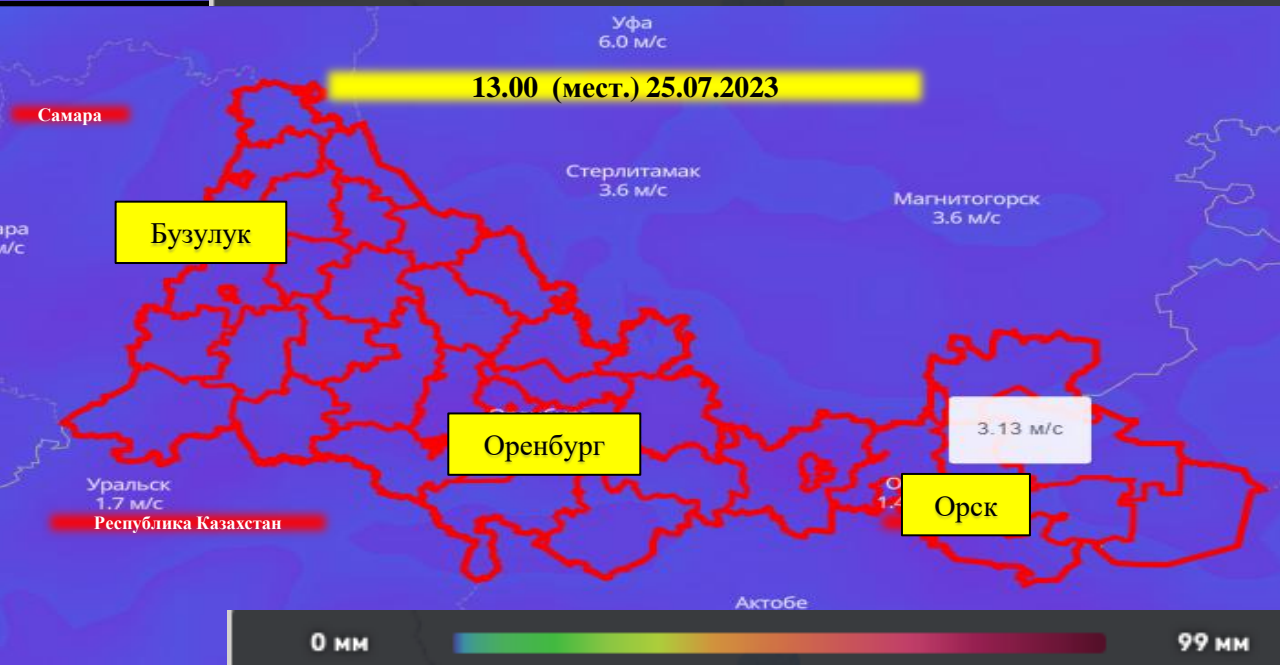 Уфа
6.0 м/с
13.00 (мест.) 25.07.2023
Самара
Стерлитамак
3.6 м/с
Магнитогорск
3.6 м/с
Бузулук
3.13 м/с
Оренбург
Уральск
1.7 м/с
Орск
Республика Казахстан
Актобе
0 мм
99 мм